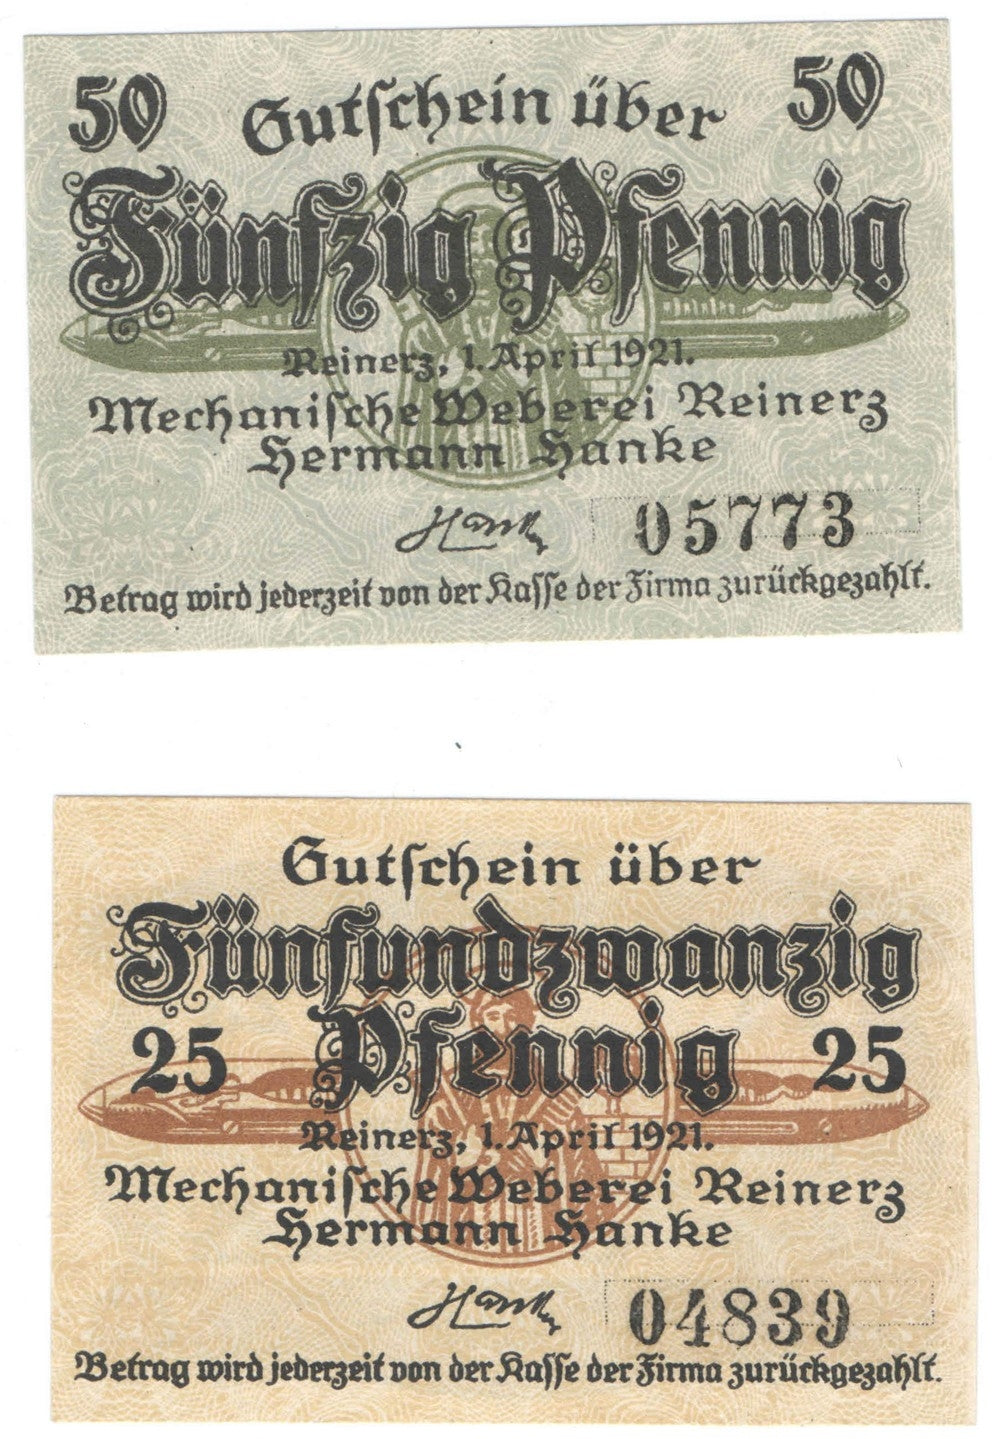 50 Gutschein über 50
Fünfzig Pfennig
Reinerz, 1. April 1921.
Mechanische Weberei Reinerz
Hermann Hanke
Hanke 05773
Betrag wird jederzeit von der Kasse der Firma zurückgezahlt.
Gutschein über
Fünfundzwanzig
25 Pfennig 25
Reinerz, 1. April 1921.
Mechanische Weberei Reinerz
Hermann Hanke
Hanke 04839
Betrag wird jederzeit von der Kasse der Firma zurückgezahlt.